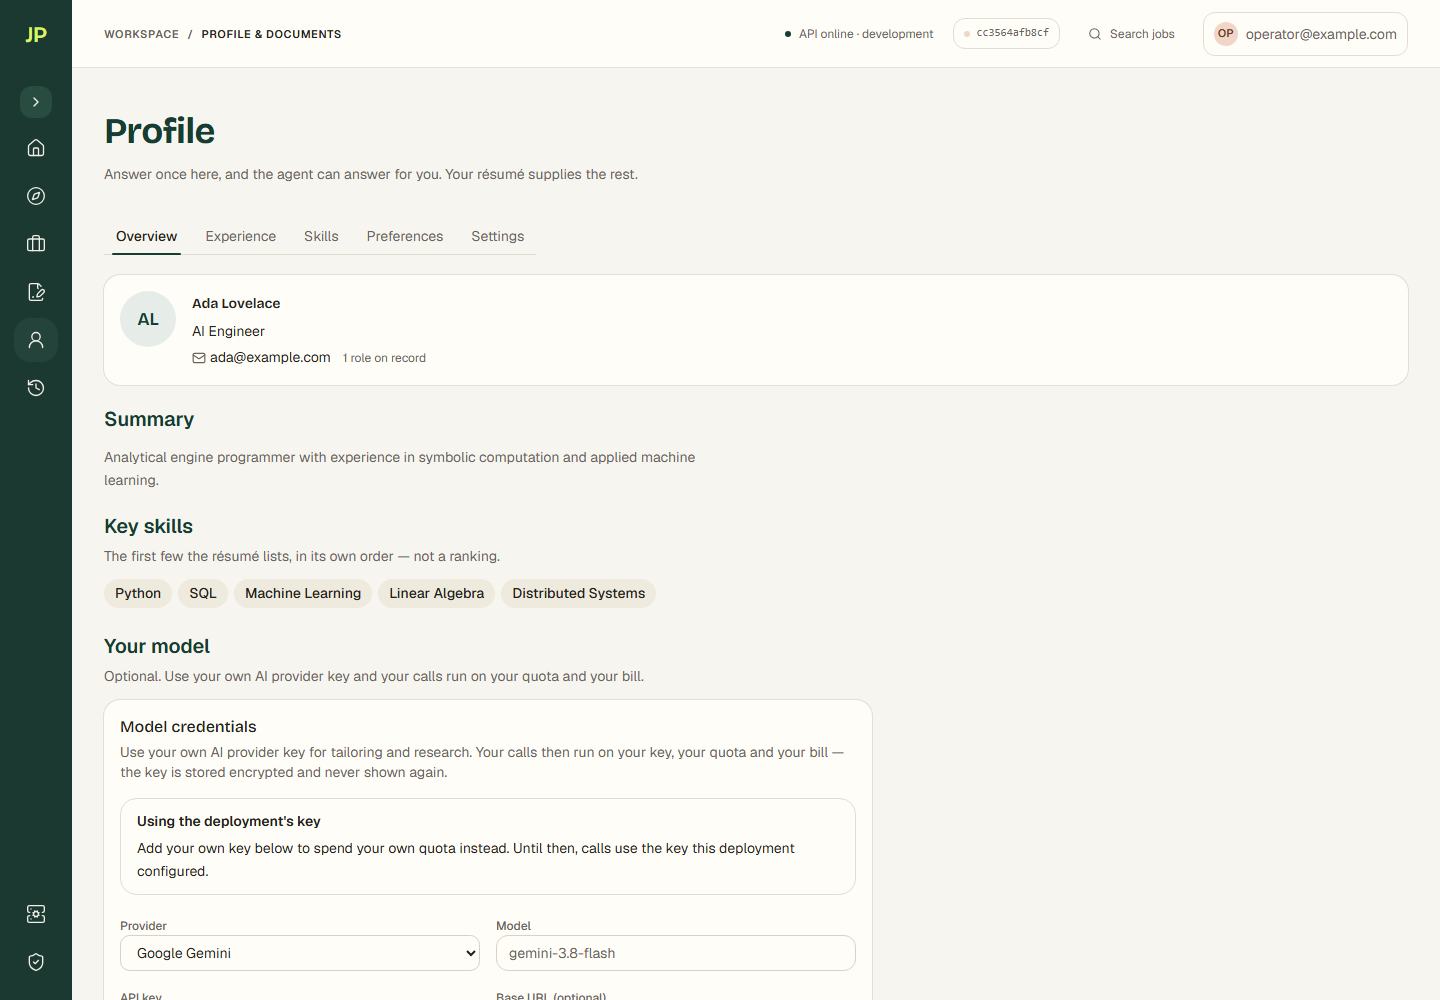 JP
WORKSPACE / PROFILE & DOCUMENTS
API online · development
cc3564afb8cf
Search jobs
OP
operator@example.com
Profile
Answer once here, and the agent can answer for you. Your résumé supplies the rest.
Overview
Experience
Skills
Preferences
Settings
AL
Ada Lovelace
AI Engineer
ada@example.com
1 role on record
Summary
Analytical engine programmer with experience in symbolic computation and applied machine
learning.
Key skills
The first few the résumé lists, in its own order — not a ranking.
Python
SQL
Machine Learning
Linear Algebra
Distributed Systems
Your model
Optional. Use your own AI provider key and your calls run on your quota and your bill.
Model credentials
Use your own AI provider key for tailoring and research. Your calls then run on your key, your quota and your bill —
the key is stored encrypted and never shown again.
Using the deployment's key
Add your own key below to spend your own quota instead. Until then, calls use the key this deployment
configured.
Provider
Model
Google Gemini
gemini-3.8-flash
API key
Base URL (optional)